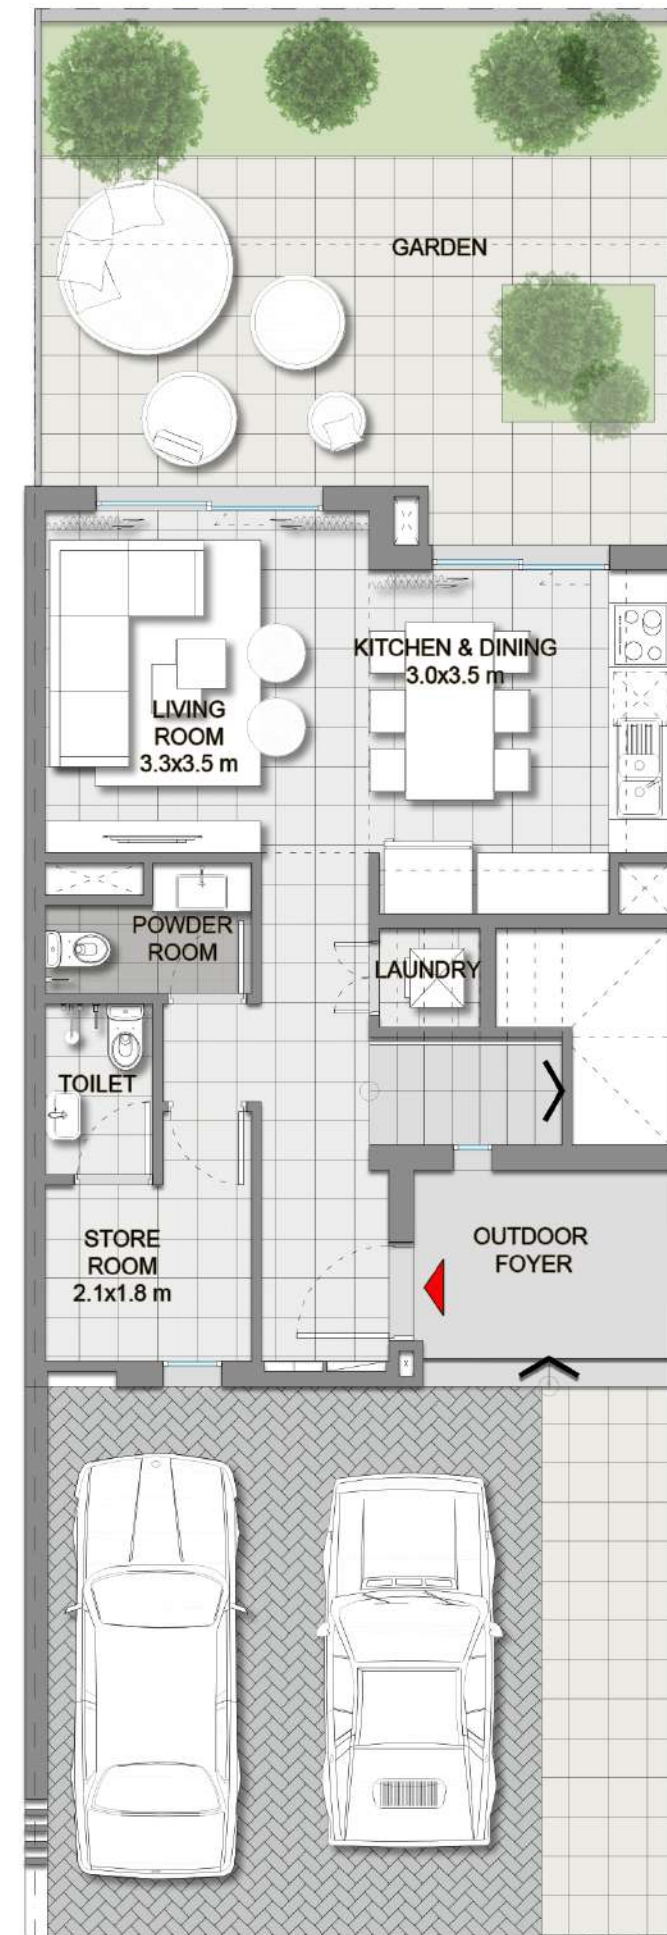 GARDEN
KITCHEN & DINING
3.0x3.5 m
LIVING
ROOM
3.3x3.5 m
POWDER
ROOM
LAUNDRY
TOILET
STORE
ROOM
2.1x1.8 m
OUTDOOR
FOYER